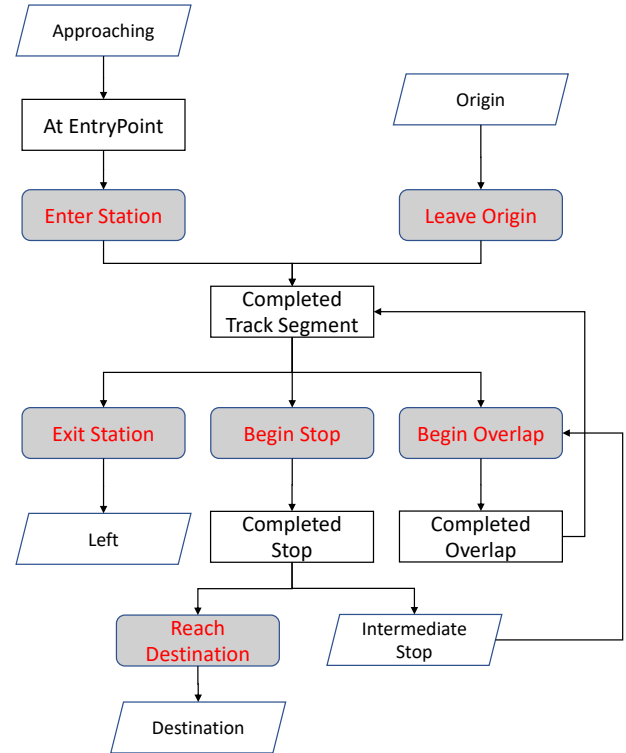 Approaching
Origin
At EntryPoint
Enter Station
Leave Origin
Completed
Track Segment
Exit Station
Begin Stop
Begin Overlap
Left
Completed
Stop
Completed
Overlap
Reach
Destination
Intermediate
Stop
Destination